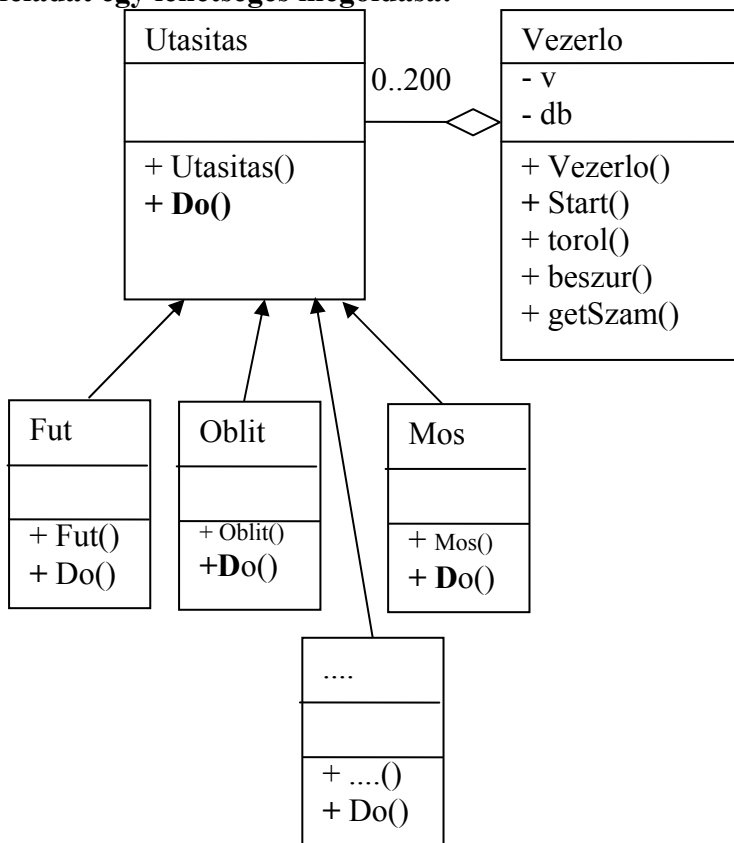 feladat egy lehetséges megoldása:
Utasitas
+ Utasitas()
+ Do()
0..200
Vezerlo
- v
- db
+ Vezerlo()
+ Start()
+ torol()
+ beszur()
+ getSzam()
Fut
+ Fut()
+ Do()
Oblit
+ Oblit()
+Do()
Mos
+ Mos()
+ Do()
....
+ ....()
+ Do()